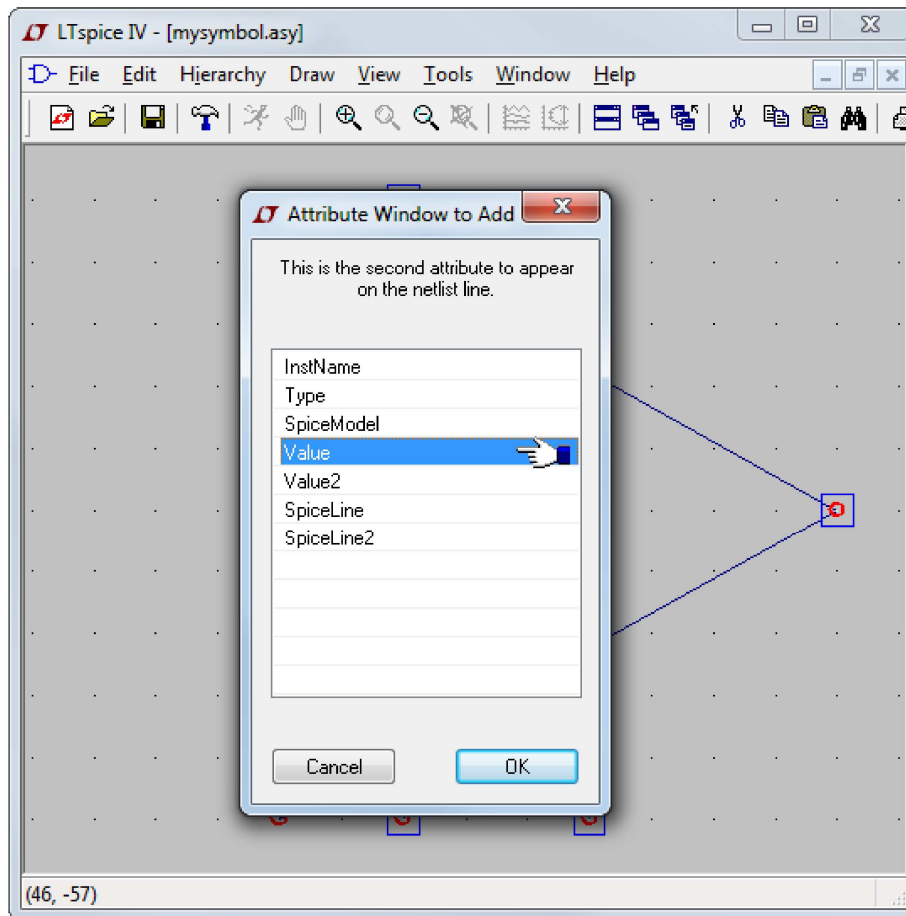 LTspice IV - [mysymbol.asy]
File Edit Hierarchy Draw View Tools Window Help
Attribute Window to Add
This is the second attribute to appear
on the netlist line.
InstName
Type
SpiceModel
Value
Value2
SpiceLine
SpiceLine2
Cancel OK
(46, -57)